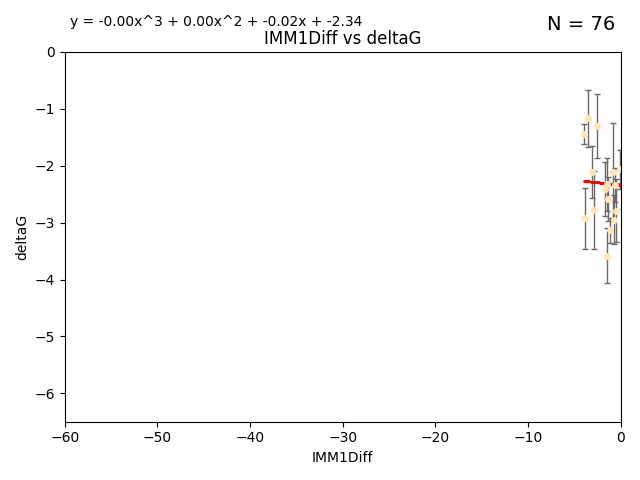 y = -0.00x^3 + 0.00x^2 + -0.02x + -2.34
N = 76
IMM1Diff vs deltaG
0
−1
−2
−3
−4
−5
−6
deltaG
−60
−50
−40
−30
−20
−10
0
IMM1Diff